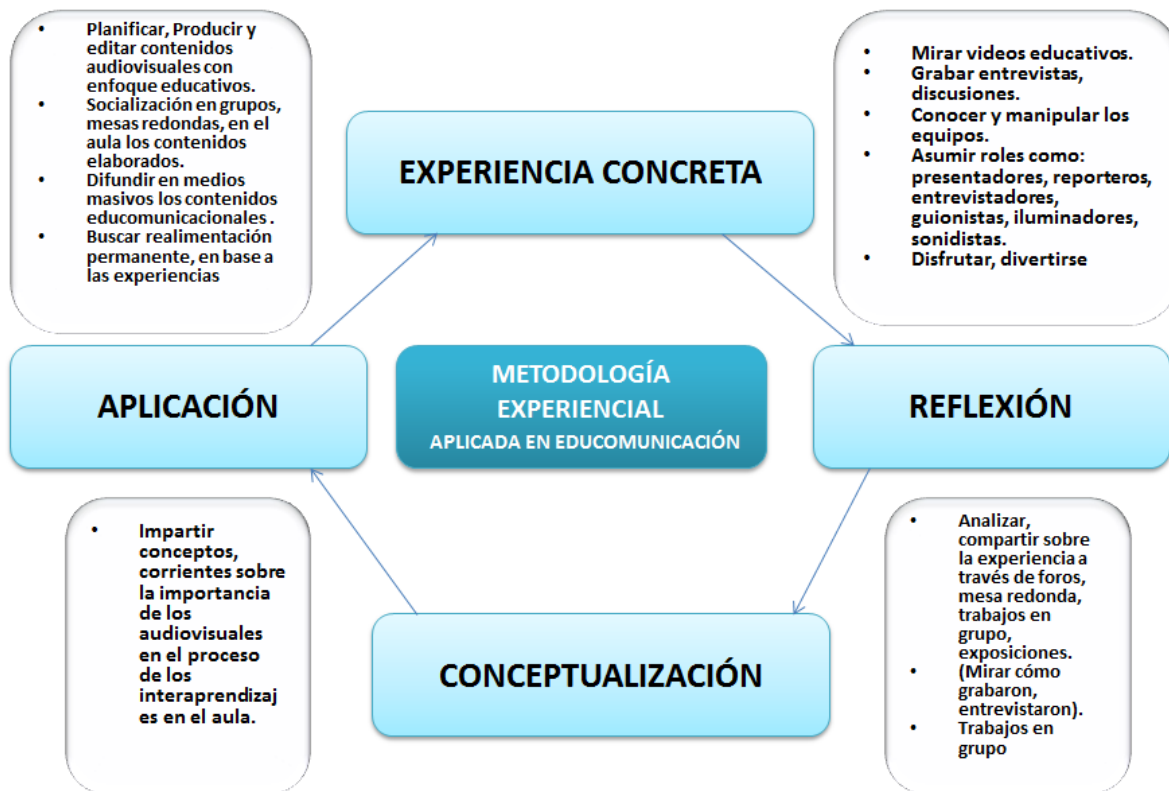 • Planificar, Producir y
editar contenidos
audiovisuales con
enfoque educativos.
• Socialización en grupos,
mesas redondas, en el
aula los contenidos
elaborados.
• Difundir en medios
masivos los contenidos
educomunicacionales .
• Buscar realimentación
permanente, en base a
las experiencias
EXPERIENCIA CONCRETA
• Mirar videos educativos.
• Grabar entrevistas,
discusiones.
• Conocer y manipular los
equipos.
• Asumir roles como:
presentadores, reporteros,
entrevistadores,
guionistas, iluminadores,
sonidistas.
• Disfrutar, divertirse
APLICACIÓN
METODOLOGÍA
EXPERIENCIAL
APLICADA EN EDUCOMUNICACIÓN
REFLEXIÓN
• Impartir
conceptos,
corrientes sobre
la importancia
de los
audiovisuales
en el proceso
de los
interaprendizaj
es en el aula.
CONCEPTUALIZACIÓN
• Analizar,
compartir sobre
la experiencia a
través de foros,
mesa redonda,
trabajos en
grupo,
exposiciones.
• (Mirar cómo
grabaron,
entrevistaron).
• Trabajos en
grupo